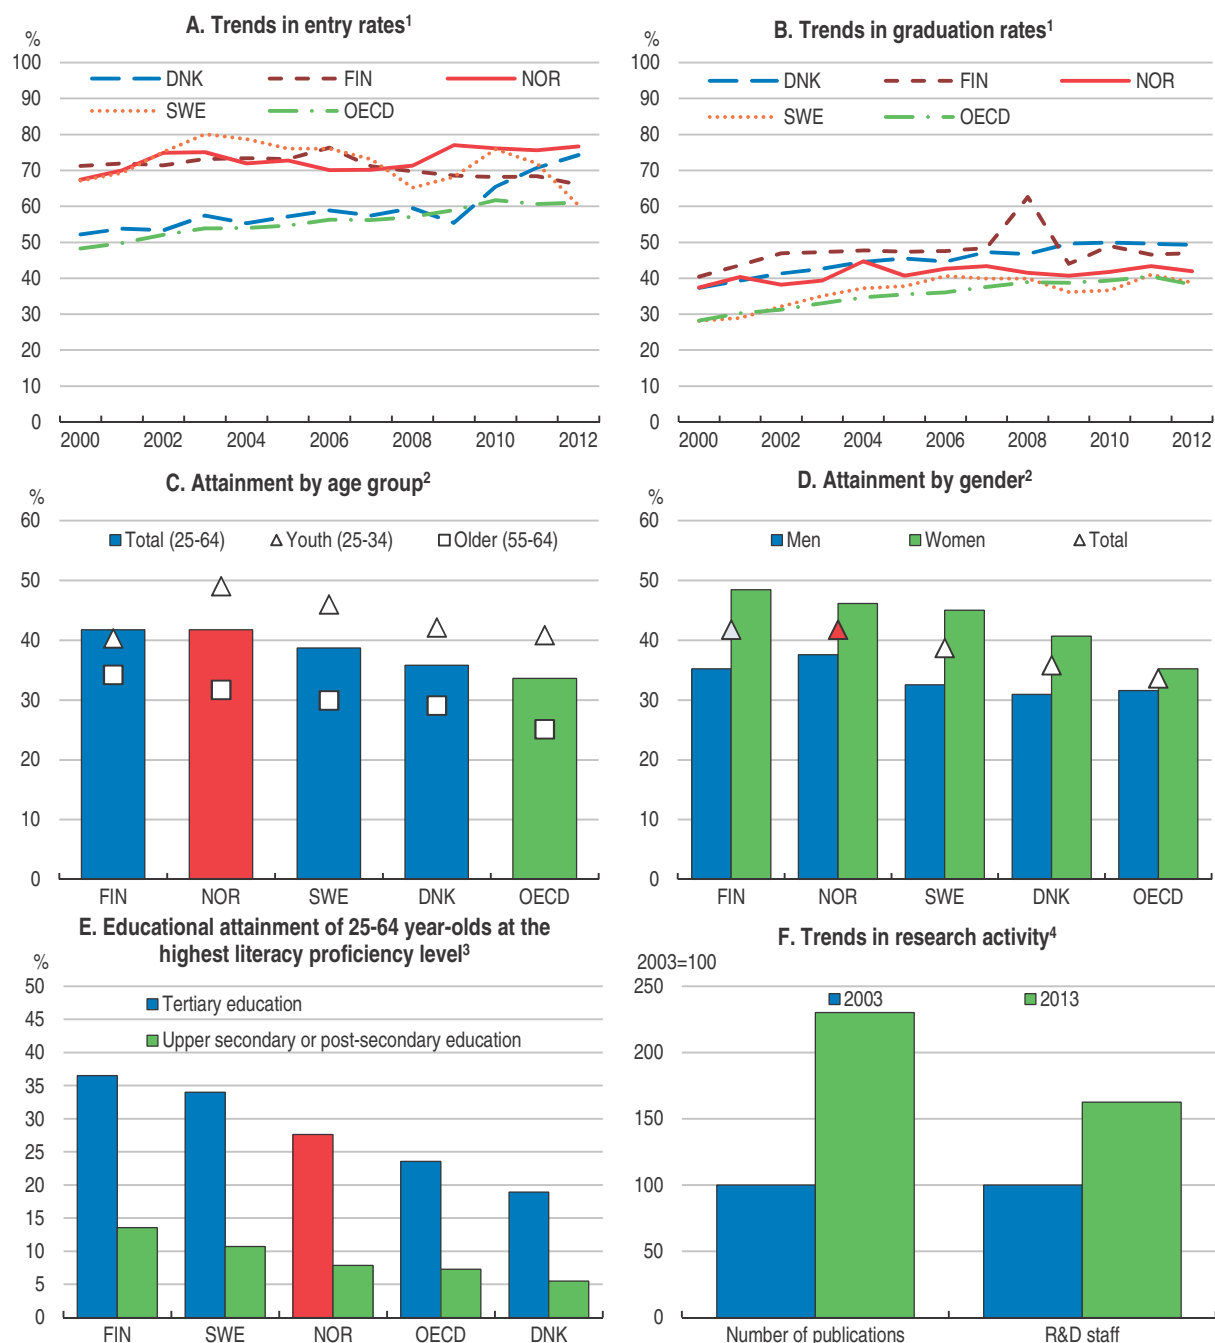 A. Trends in entry rates1
%
100
90
80
70
60
50
40
30
20
10
0
DNK FIN NOR
SWE OECD
2000 2002 2004 2006 2008 2010 2012
B. Trends in graduation rates1
%
100
90
80
70
60
50
40
30
20
10
0
DNK FIN NOR
SWE OECD
2000 2002 2004 2006 2008 2010 2012
C. Attainment by age group2
%
60
50
40
30
20
10
0
Total (25-64) Youth (25-34) Older (55-64)
FIN NOR SWE DNK OECD
D. Attainment by gender2
%
60
50
40
30
20
10
0
Men Women Total
FIN NOR SWE DNK OECD
E. Educational attainment of 25-64 year-olds at the
highest literacy proficiency level3
%
50
45
40
35
30
25
20
15
10
5
0
Tertiary education
Upper secondary or post-secondary education
FIN SWE NOR OECD DNK
F. Trends in research activity4
2003=100
250
200
150
100
50
0
2003 2013
Number of publications R&D staff